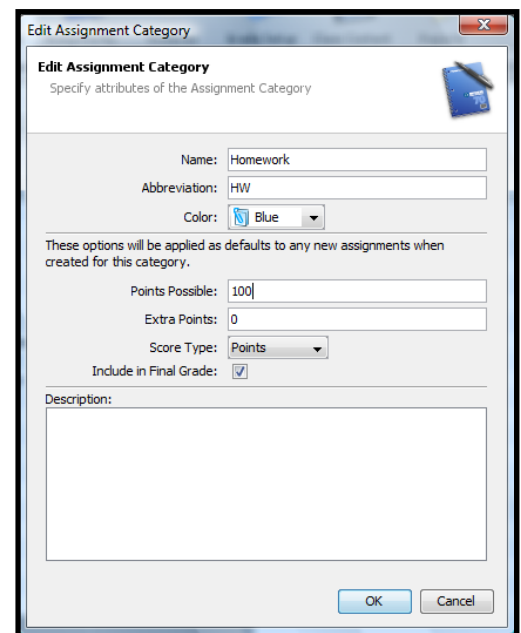 Edit Assignment Category
Edit Assignment Category
Specify attributes of the Assignment Category
Name: Homework
Abbreviation: HW
Color: Blue
These options will be applied as defaults to any new assignments when
created for this category.
Points Possible: 100
Extra Points: 0
Score Type: Points
Include in Final Grade:
Description:
OK Cancel